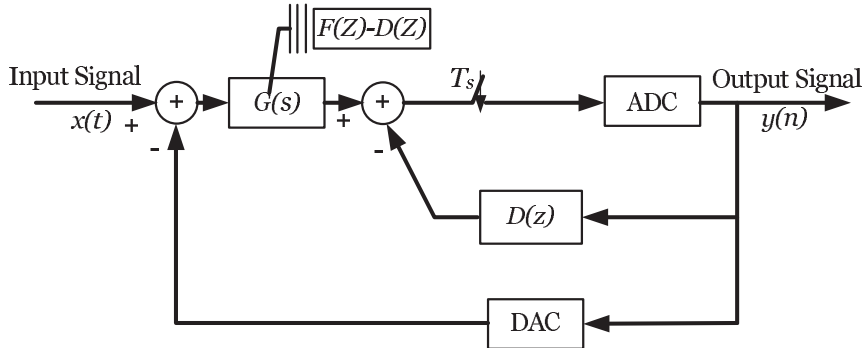 F(Z)-D(Z)
Input Signal
x(t)
+
-
+
G(s)
+
+
-
Ts
ADC
Output Signal
y(n)
D(z)
DAC